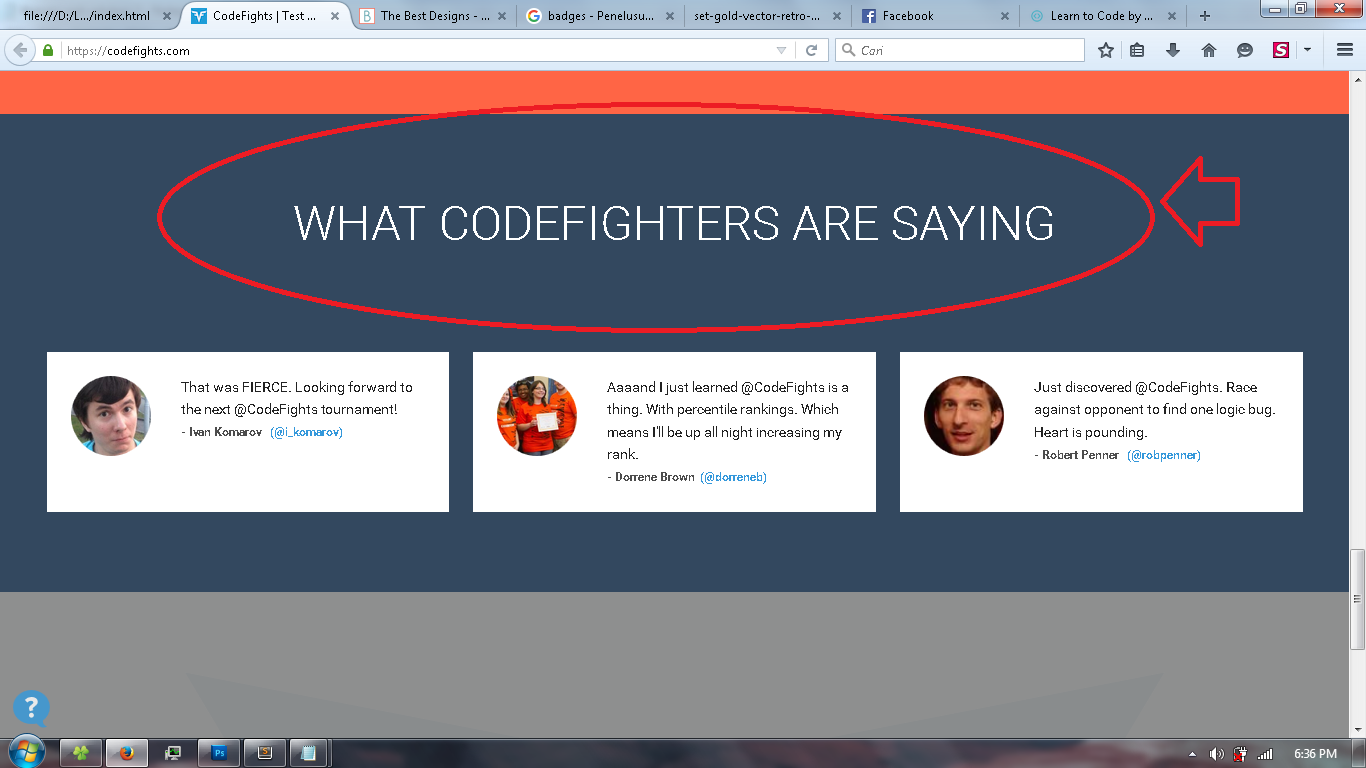 file:///D:/L.../index.html
CodeFights | Test ...
The Best Designs - ...
badges - Penelusu...
set-gold-vector-retro-...
Facebook
Learn to Code by ...
https://codefights.com
Cari
WHAT CODEFIGHTERS ARE SAYING
That was FIERCE. Looking forward to
the next @CodeFights tournament!
- Ivan Komarov (@i_komarov)
Aaaand I just learned @CodeFights is a
thing. With percentile rankings. Which
means I'll be up all night increasing my
rank.
- Dorrene Brown (@dorreneb)
Just discovered @CodeFights. Race
against opponent to find one logic bug.
Heart is pounding.
- Robert Penner (@robpenner)
?
Ps
6:36 PM